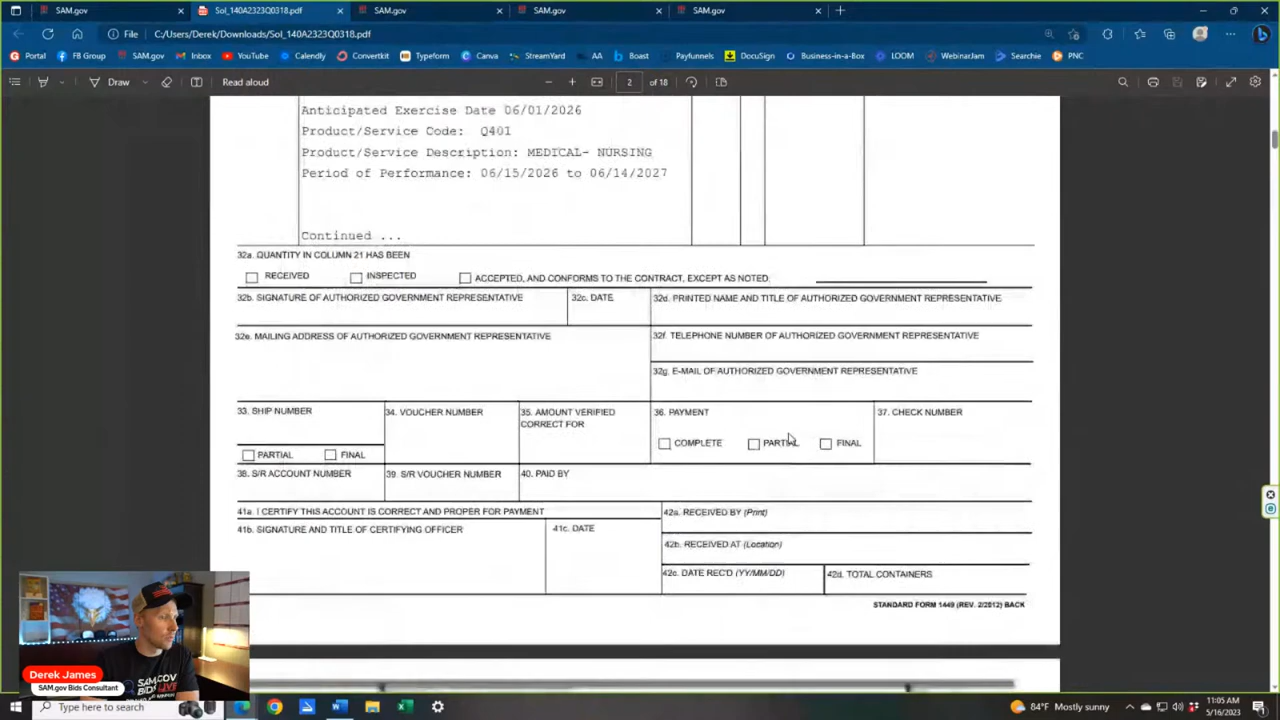 SAM.gov
Sol_140A2323Q0318.pdf
SAM.gov
SAM.gov
SAM.gov
File
C:/Users/Derek/Downloads/Sol_140A2323Q0318.pdf
Portal
FB Group
SAM.gov
Inbox
YouTube
Calendly
Convertkit
Typeform
Canva
StreamYard
AA
Boast
Payfunnels
DocuSign
Business-in-a-Box
LOOM
WebinarJam
Searchie
PNC
Draw
Read aloud
2 of 18
Anticipated Exercise Date 06/01/2026
Product/Service Code: Q401
Product/Service Description: MEDICAL- NURSING
Period of Performance: 06/15/2026 to 06/14/2027
Continued ...
32a. QUANTITY IN COLUMN 21 HAS BEEN
RECEIVED INSPECTED ACCEPTED, AND CONFORMS TO THE CONTRACT, EXCEPT AS NOTED:
32b. SIGNATURE OF AUTHORIZED GOVERNMENT REPRESENTATIVE
32c. DATE
32d. PRINTED NAME AND TITLE OF AUTHORIZED GOVERNMENT REPRESENTATIVE
32e. MAILING ADDRESS OF AUTHORIZED GOVERNMENT REPRESENTATIVE
32f. TELEPHONE NUMBER OF AUTHORIZED GOVERNMENT REPRESENTATIVE
32g. E-MAIL OF AUTHORIZED GOVERNMENT REPRESENTATIVE
33. SHIP NUMBER
PARTIAL FINAL
34. VOUCHER NUMBER
35. AMOUNT VERIFIED
CORRECT FOR
36. PAYMENT
COMPLETE PARTIAL FINAL
37. CHECK NUMBER
38. S/R ACCOUNT NUMBER
39. S/R VOUCHER NUMBER
40. PAID BY
41a. I CERTIFY THIS ACCOUNT IS CORRECT AND PROPER FOR PAYMENT
41b. SIGNATURE AND TITLE OF CERTIFYING OFFICER
41c. DATE
42a. RECEIVED BY (Print)
42b. RECEIVED AT (Location)
42c. DATE REC'D (YY/MM/DD)
42d. TOTAL CONTAINERS
STANDARD FORM 1449 (REV. 2/2012) BACK
SAM.GOV
BIDS LIVE
Derek James
SAM.gov Bids Consultant
Type here to search
84°F Mostly sunny
11:05 AM
5/16/2023